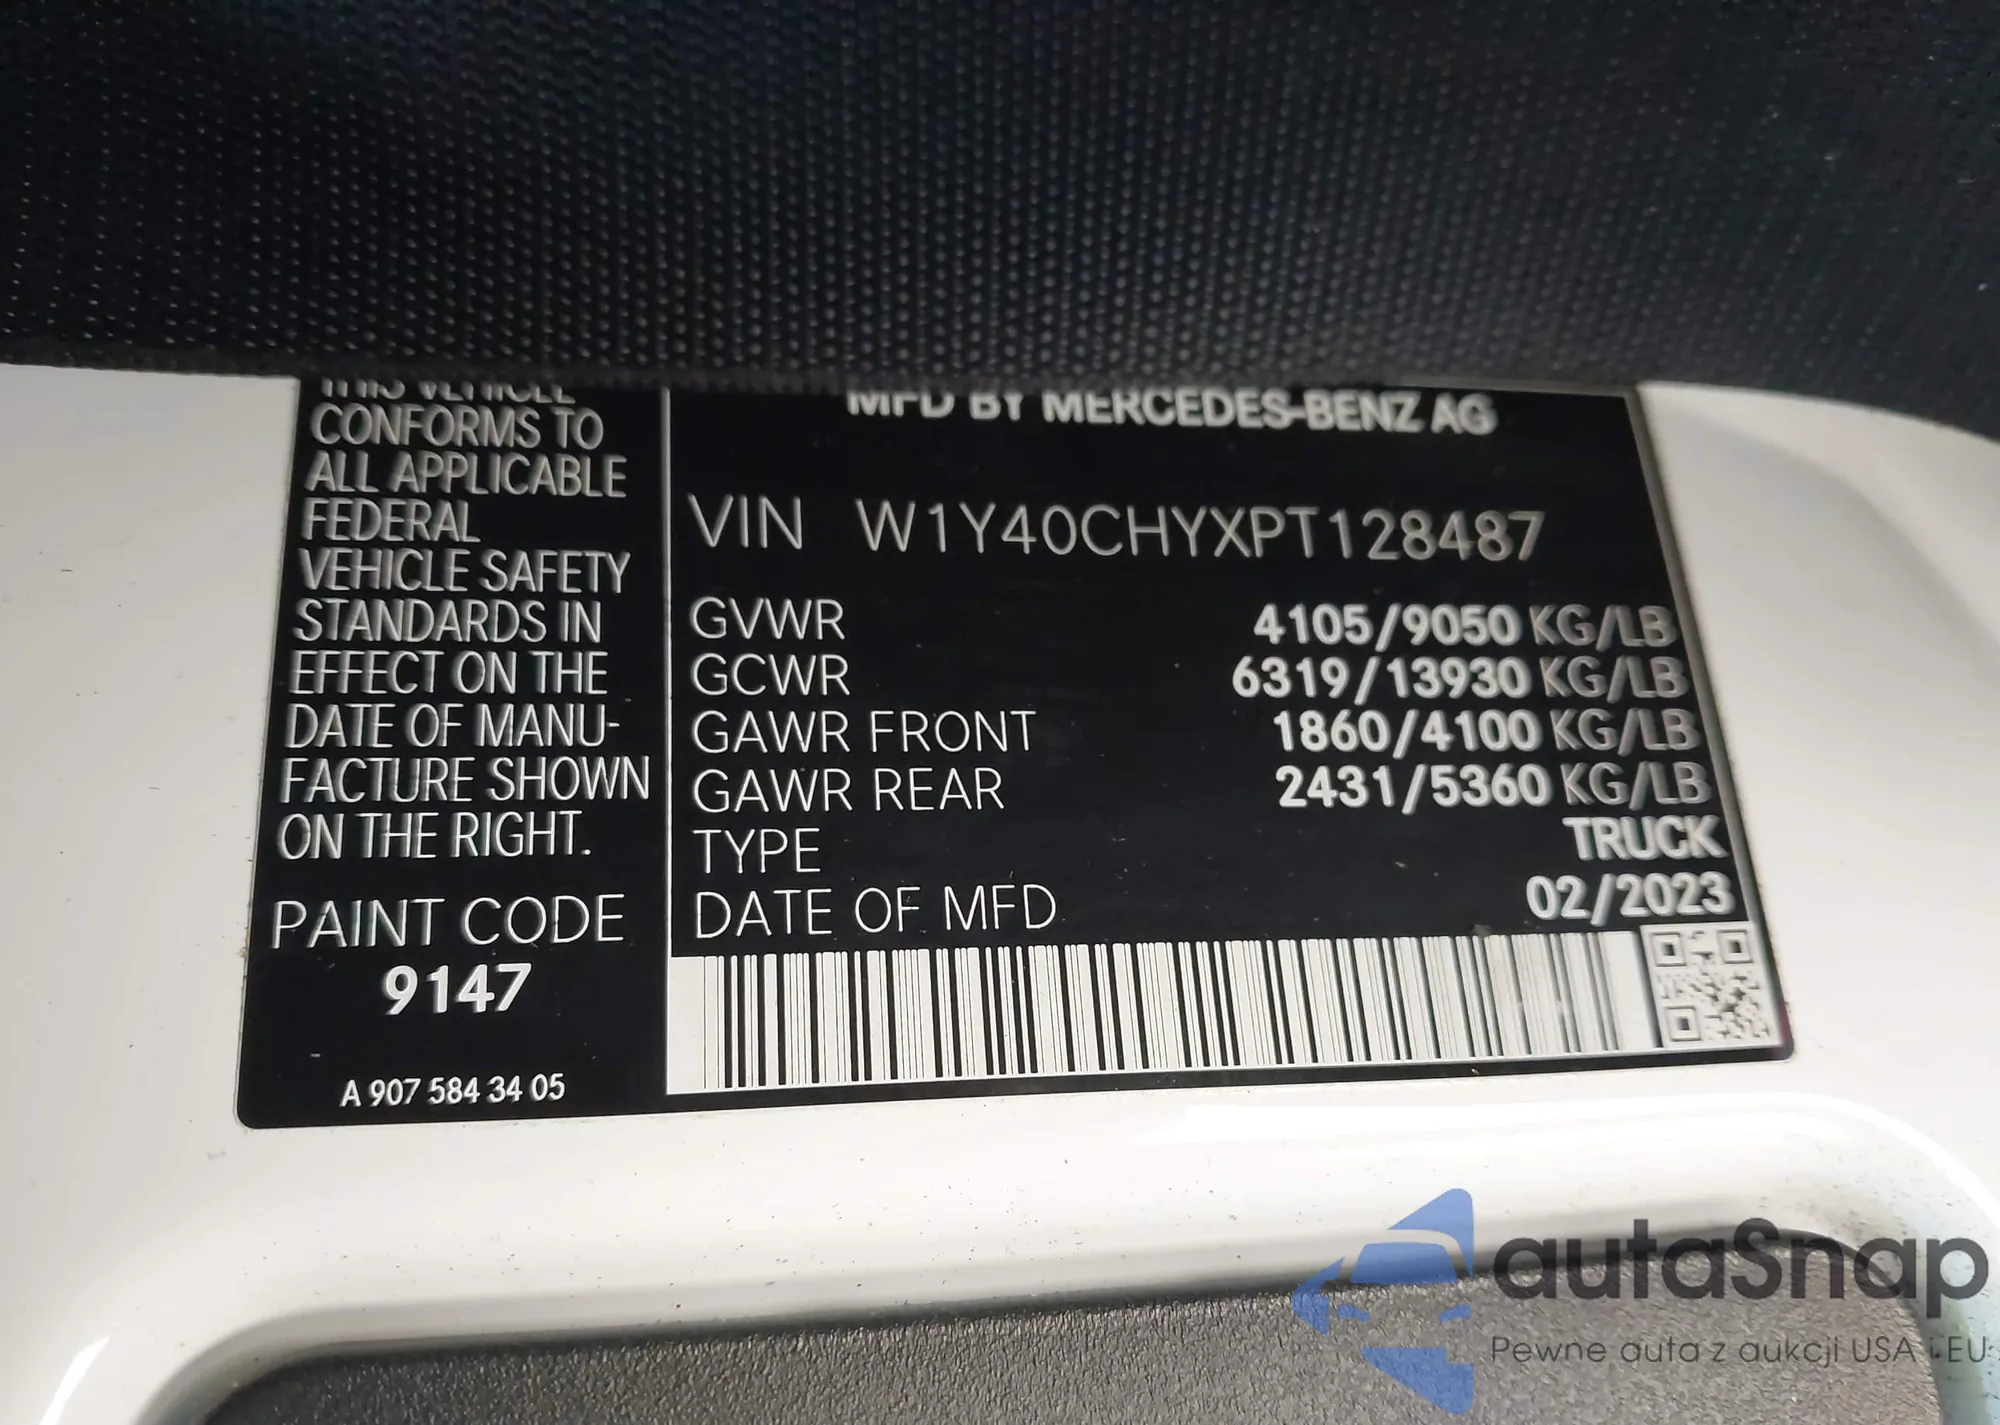 THIS VEHICLE
CONFORMS TO
ALL APPLICABLE
FEDERAL
VEHICLE SAFETY
STANDARDS IN
EFFECT ON THE
DATE OF MANU-
FACTURE SHOWN
ON THE RIGHT.
PAINT CODE
9147
A 907 584 34 05
MFD BY MERCEDES-BENZ AG
VIN W1Y40CHYXPT128487
GVWR 4105/9050 KG/LB
GCWR 6319/13930 KG/LB
GAWR FRONT 1860/4100 KG/LB
GAWR REAR 2431/5360 KG/LB
TYPE TRUCK
DATE OF MFD 02/2023
autaSnap
Pewne auta z aukcji USA i EU